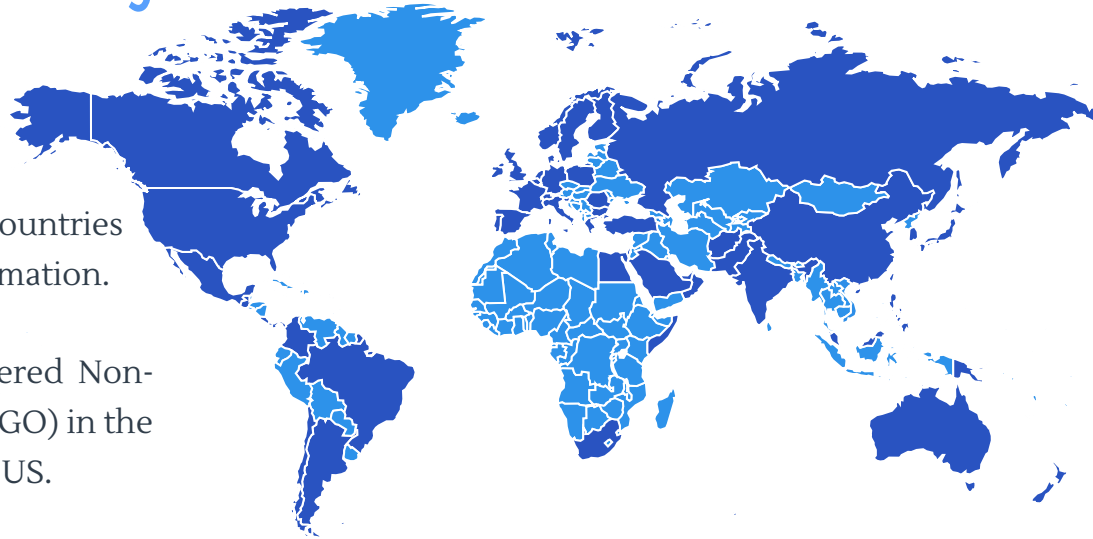 ountries
mation.
ered Non-
GO) in the
US.